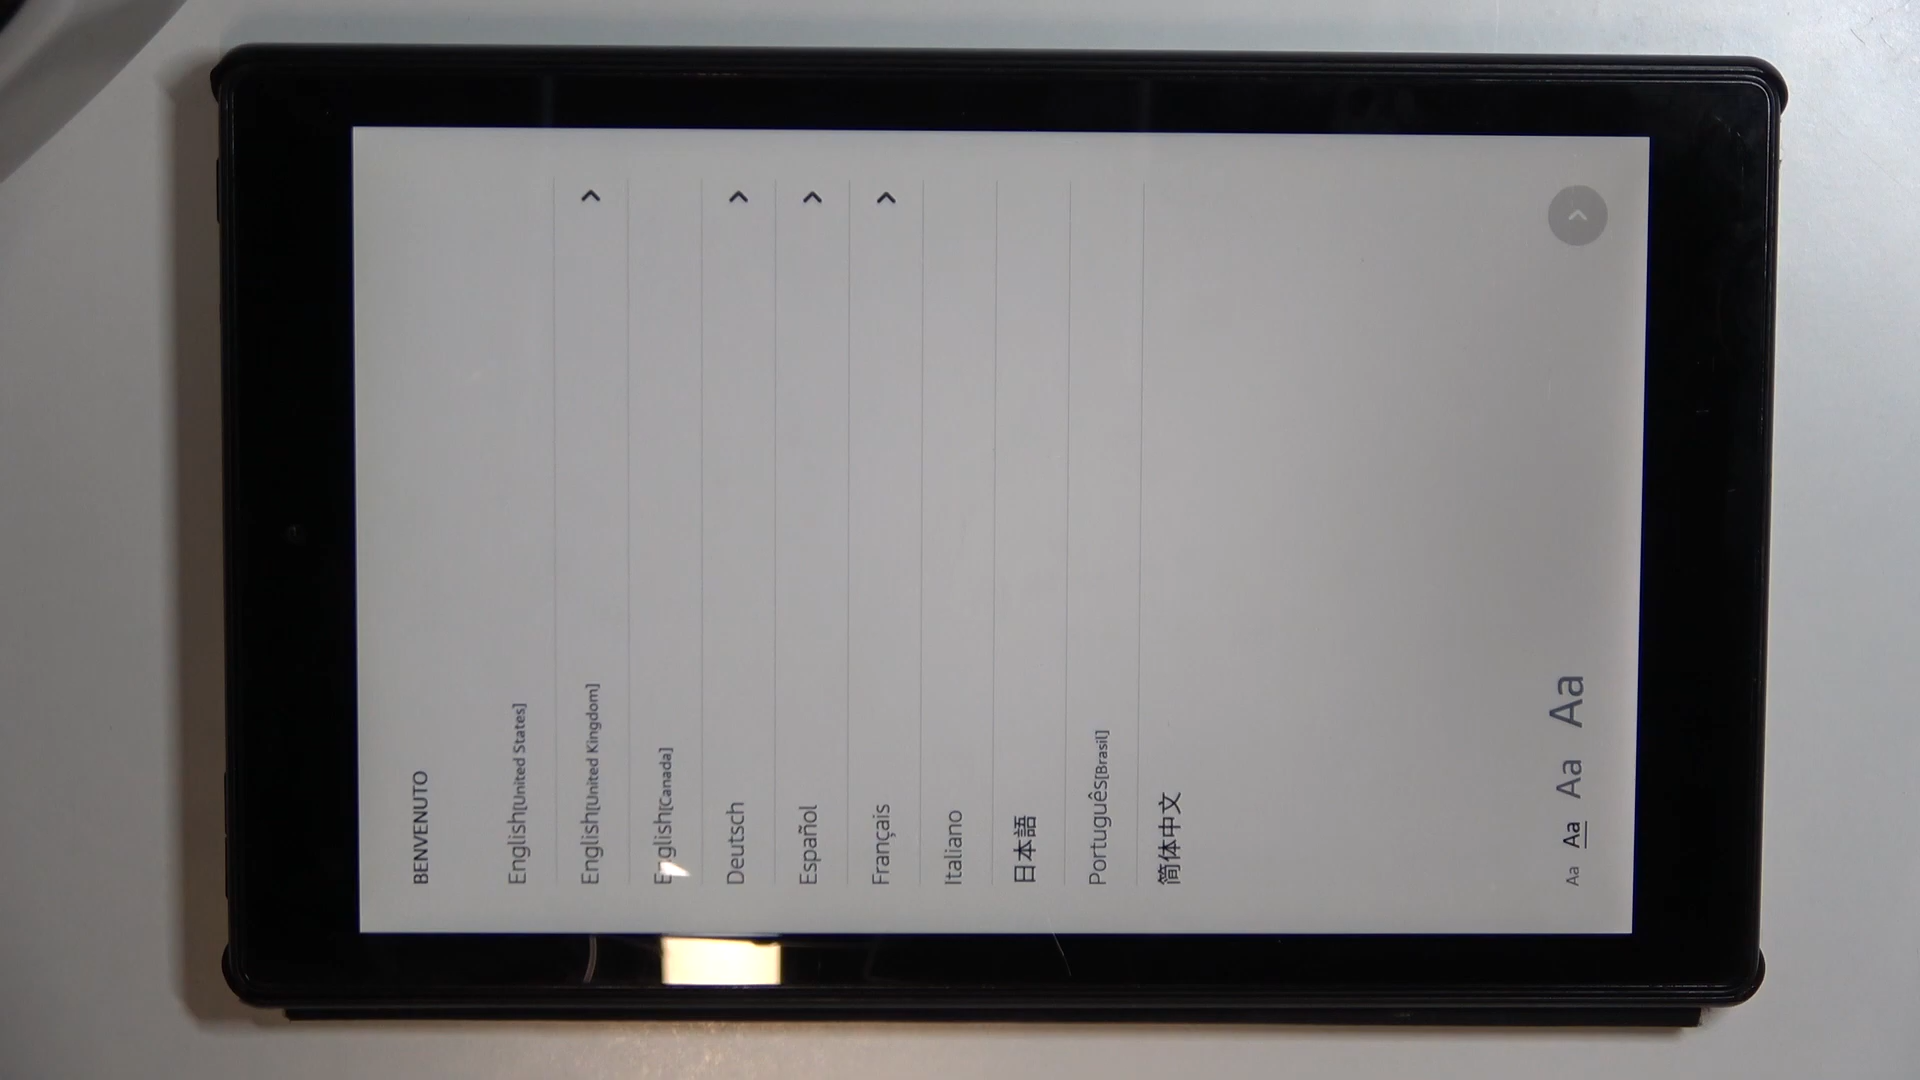 BENVENUTO
English[United States]
English[United Kingdom]
English[Canada]
Deutsch
Español
Français
Italiano
日本語
Português[Brasil]
简体中文
Aa Aa Aa Aa